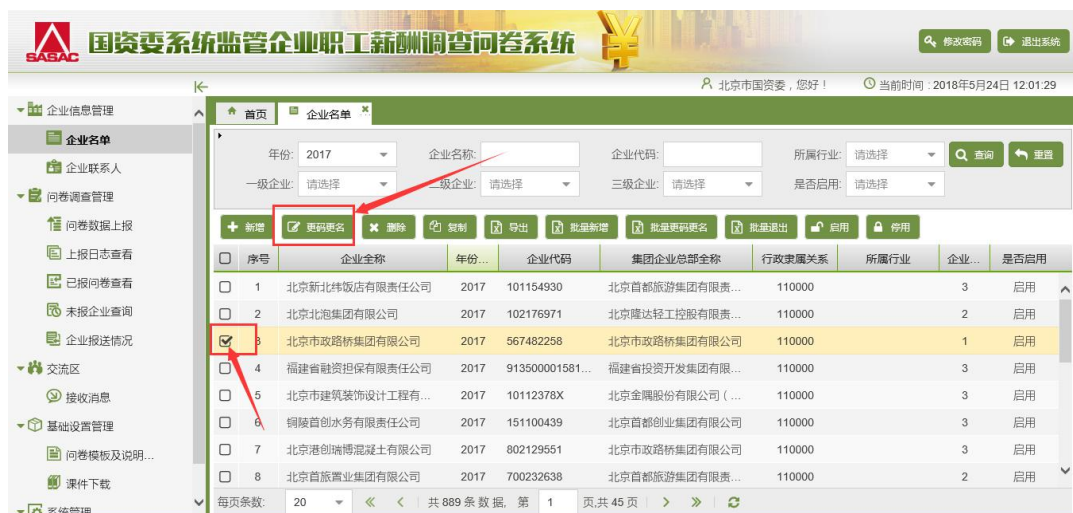 SASAC 国资委系统监管企业职工薪酬调查问卷系统 修改密码 退出系统
北京市国资委，您好！ 当前时间：2018年5月24日 12:01:29
企业信息管理
企业名单
企业联系人
问卷调查管理
问卷数据上报
上报日志查看
已报问卷查看
未报企业查询
企业报送情况
交流区
接收消息
基础设置管理
问卷模板及说明...
课件下载
系统管理
首页 企业名单
年份: 2017 企业名称: 企业代码: 所属行业: 请选择 查询 重置
一级企业: 请选择 二级企业: 请选择 三级企业: 请选择 是否启用: 请选择
新增 更码更名 删除 复制 导出 批量新增 批量更码更名 批量退出 启用 停用
序号 企业全称 年份... 企业代码 集团企业总部全称 行政隶属关系 所属行业 企业... 是否启用
1 北京新北纬饭店有限责任公司 2017 101154930 北京首都旅游集团有限责... 110000 3 启用
2 北京北泡集团有限公司 2017 102176971 北京隆达轻工控股有限责... 110000 2 启用
3 北京市政路桥集团有限公司 2017 567482258 北京市政路桥集团有限公司 110000 1 启用
4 福建省融资担保有限责任公司 2017 913500001581... 福建省投资开发集团有限... 110000 3 启用
5 北京市建筑装饰设计工程有... 2017 10112378X 北京金隅股份有限公司（... 110000 3 启用
6 铜陵首创水务有限责任公司 2017 151100439 北京首都创业集团有限公司 110000 3 启用
7 北京港创瑞博混凝土有限公司 2017 802129551 北京市政路桥集团有限公司 110000 3 启用
8 北京首旅置业集团有限公司 2017 700232638 北京首都旅游集团有限责... 110000 2 启用
每页条数: 20 共 889 条数据, 第 1 页,共 45 页